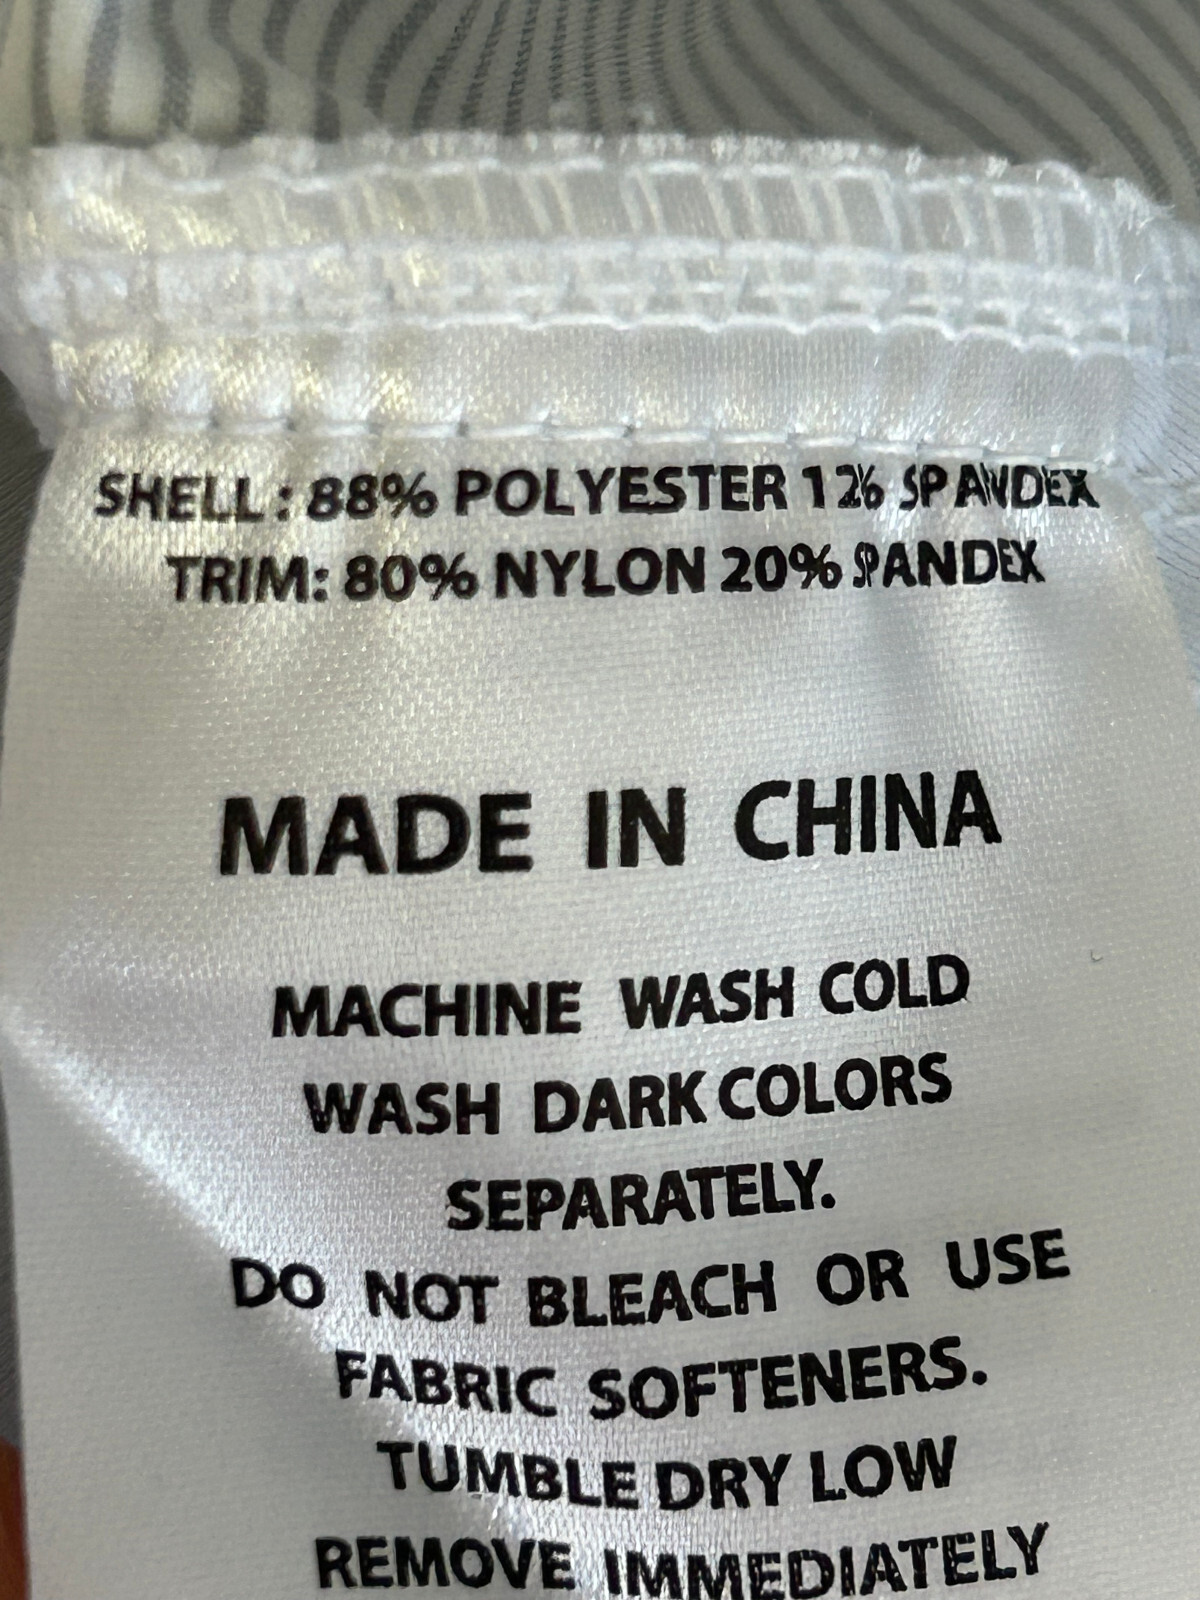 SHELL: 88% POLYESTER 12% SPANDEX
TRIM: 80% NYLON 20% SPANDEX
MADE IN CHINA
MACHINE WASH COLD
WASH DARK COLORS
SEPARATELY.
DO NOT BLEACH OR USE
FABRIC SOFTENERS.
TUMBLE DRY LOW
REMOVE IMMEDIATELY